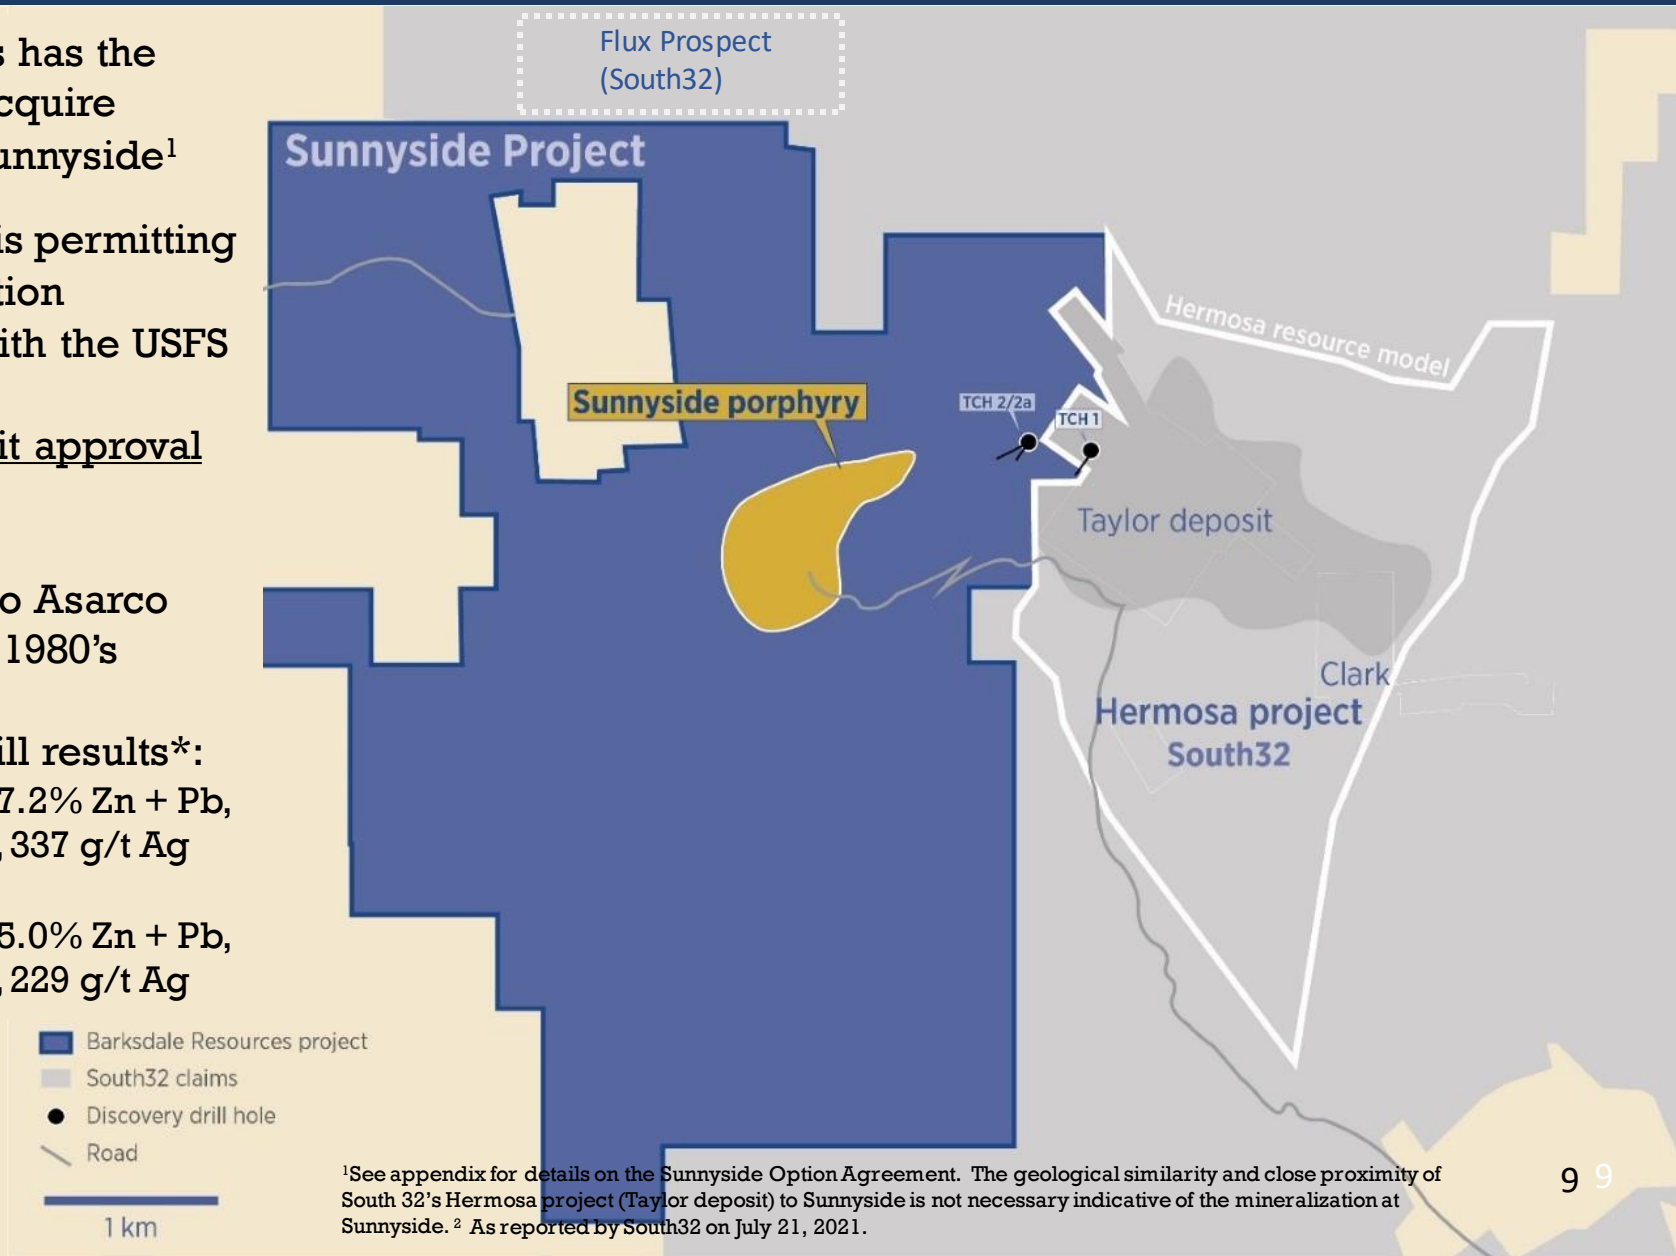 s has the
cquire
unnyside¹
is permitting
tion
ith the USFS
it approval
o Asarco
1980’s
ill results*:
7.2% Zn + Pb,
, 337 g/t Ag
5.0% Zn + Pb,
, 229 g/t Ag
Flux Prospect
(South32)
Sunnyside Project
Hermosa resource model
Sunnyside porphyry
TCH 2/2a
TCH 1
Taylor deposit
Clark
Hermosa project
South32
Barksdale Resources project
South32 claims
Discovery drill hole
Road
1 km
¹See appendix for details on the Sunnyside Option Agreement. The geological similarity and close proximity of
South 32’s Hermosa project (Taylor deposit) to Sunnyside is not necessary indicative of the mineralization at
Sunnyside. ² As reported by South32 on July 21, 2021.
9 9